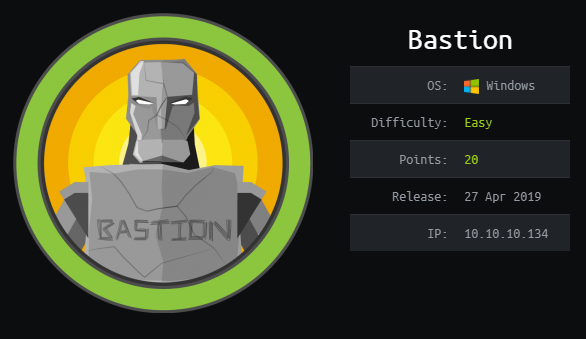 Bastion
OS: Windows
Difficulty: Easy
Points: 20
Release: 27 Apr 2019
IP: 10.10.10.134
BASTION